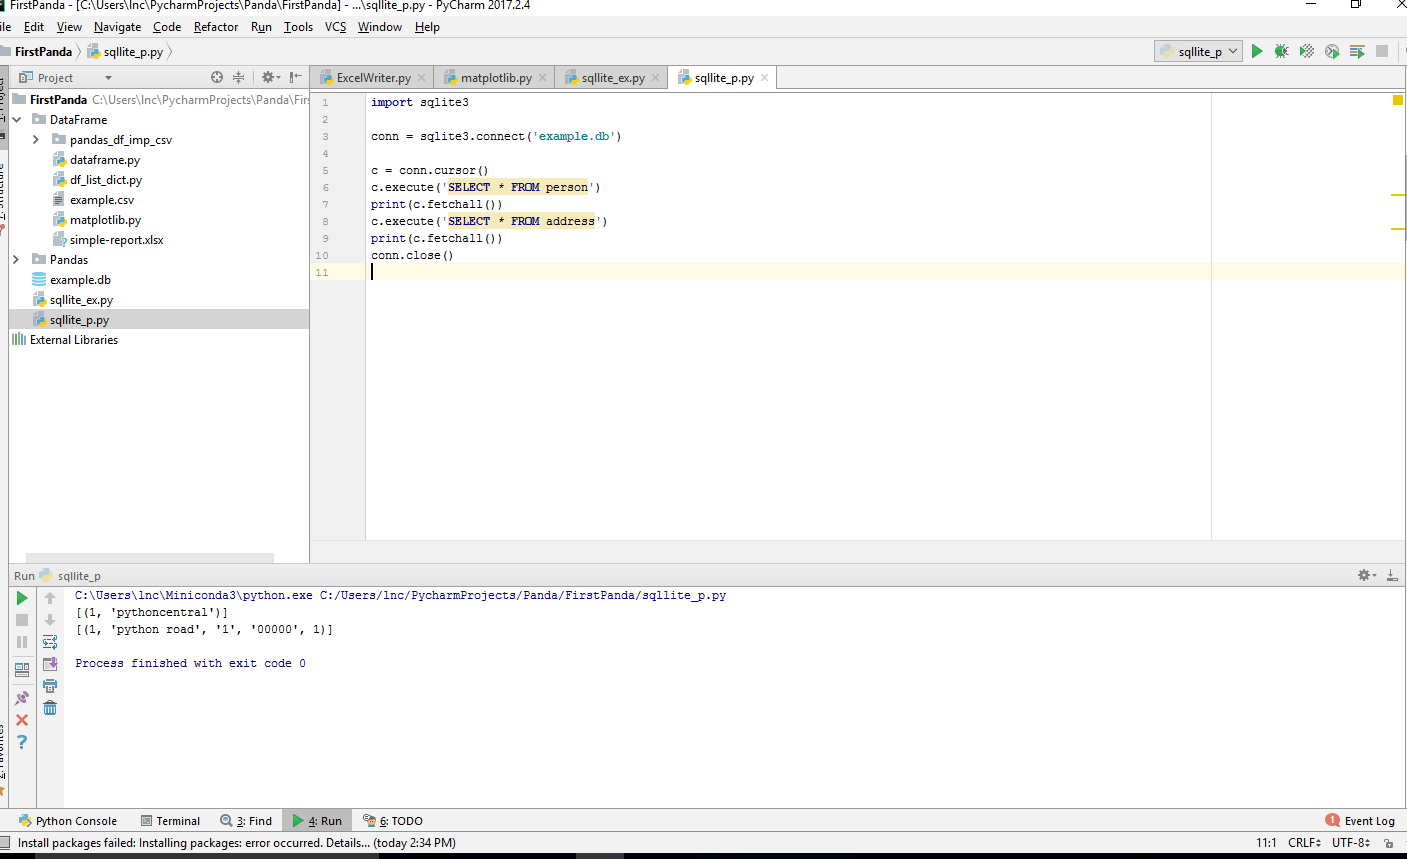 FirstPanda - [C:\Users\lnc\PycharmProjects\Panda\FirstPanda] - ...\sqllite_p.py - PyCharm 2017.2.4
ile Edit View Navigate Code Refactor Run Tools VCS Window Help
FirstPanda sqllite_p.py sqllite_p
Project
ExcelWriter.py matplotlib.py sqllite_ex.py sqllite_p.py
FirstPanda C:\Users\lnc\PycharmProjects\Panda\Firs
DataFrame
pandas_df_imp_csv
dataframe.py
df_list_dict.py
example.csv
matplotlib.py
simple-report.xlsx
Pandas
example.db
sqllite_ex.py
sqllite_p.py
External Libraries
1 import sqlite3
2
3 conn = sqlite3.connect('example.db')
4
5 c = conn.cursor()
6 c.execute('SELECT * FROM person')
7 print(c.fetchall())
8 c.execute('SELECT * FROM address')
9 print(c.fetchall())
10 conn.close()
11
Run sqllite_p
C:\Users\lnc\Miniconda3\python.exe C:/Users/lnc/PycharmProjects/Panda/FirstPanda/sqllite_p.py
[(1, 'pythoncentral')]
[(1, 'python road', '1', '00000', 1)]
Process finished with exit code 0
Python Console Terminal 3: Find 4: Run 6: TODO 1 Event Log
Install packages failed: Installing packages: error occurred. Details... (today 2:34 PM) 11:1 CRLF UTF-8